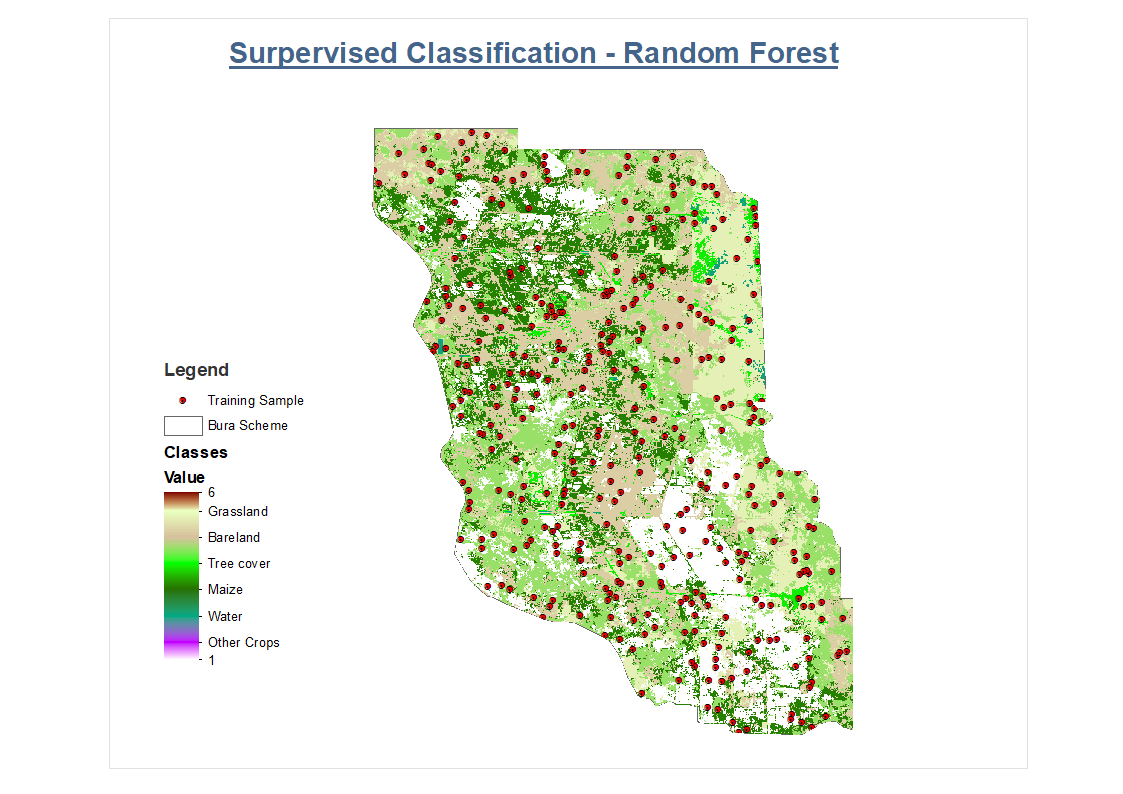 Surpervised Classification - Random Forest
Legend
Training Sample
Bura Scheme
Classes
Value
6
Grassland
Bareland
Tree cover
Maize
Water
Other Crops
1